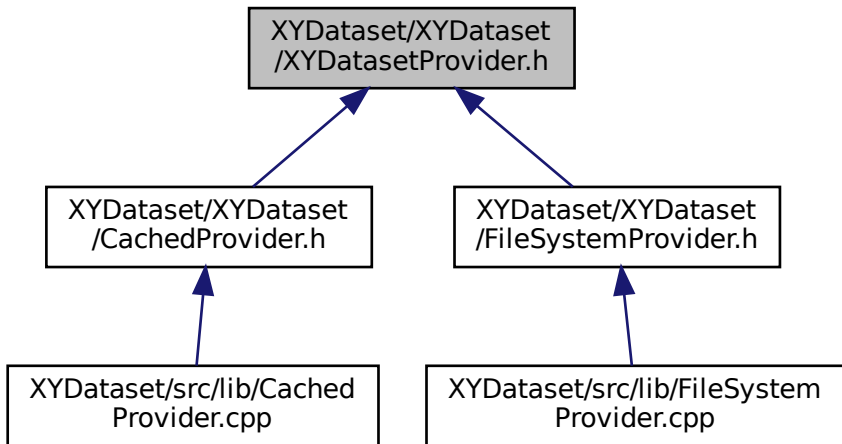 XYDataset/XYDataset
/XYDatasetProvider.h
XYDataset/XYDataset
/CachedProvider.h
XYDataset/XYDataset
/FileSystemProvider.h
XYDataset/src/lib/Cached
Provider.cpp
XYDataset/src/lib/FileSystem
Provider.cpp